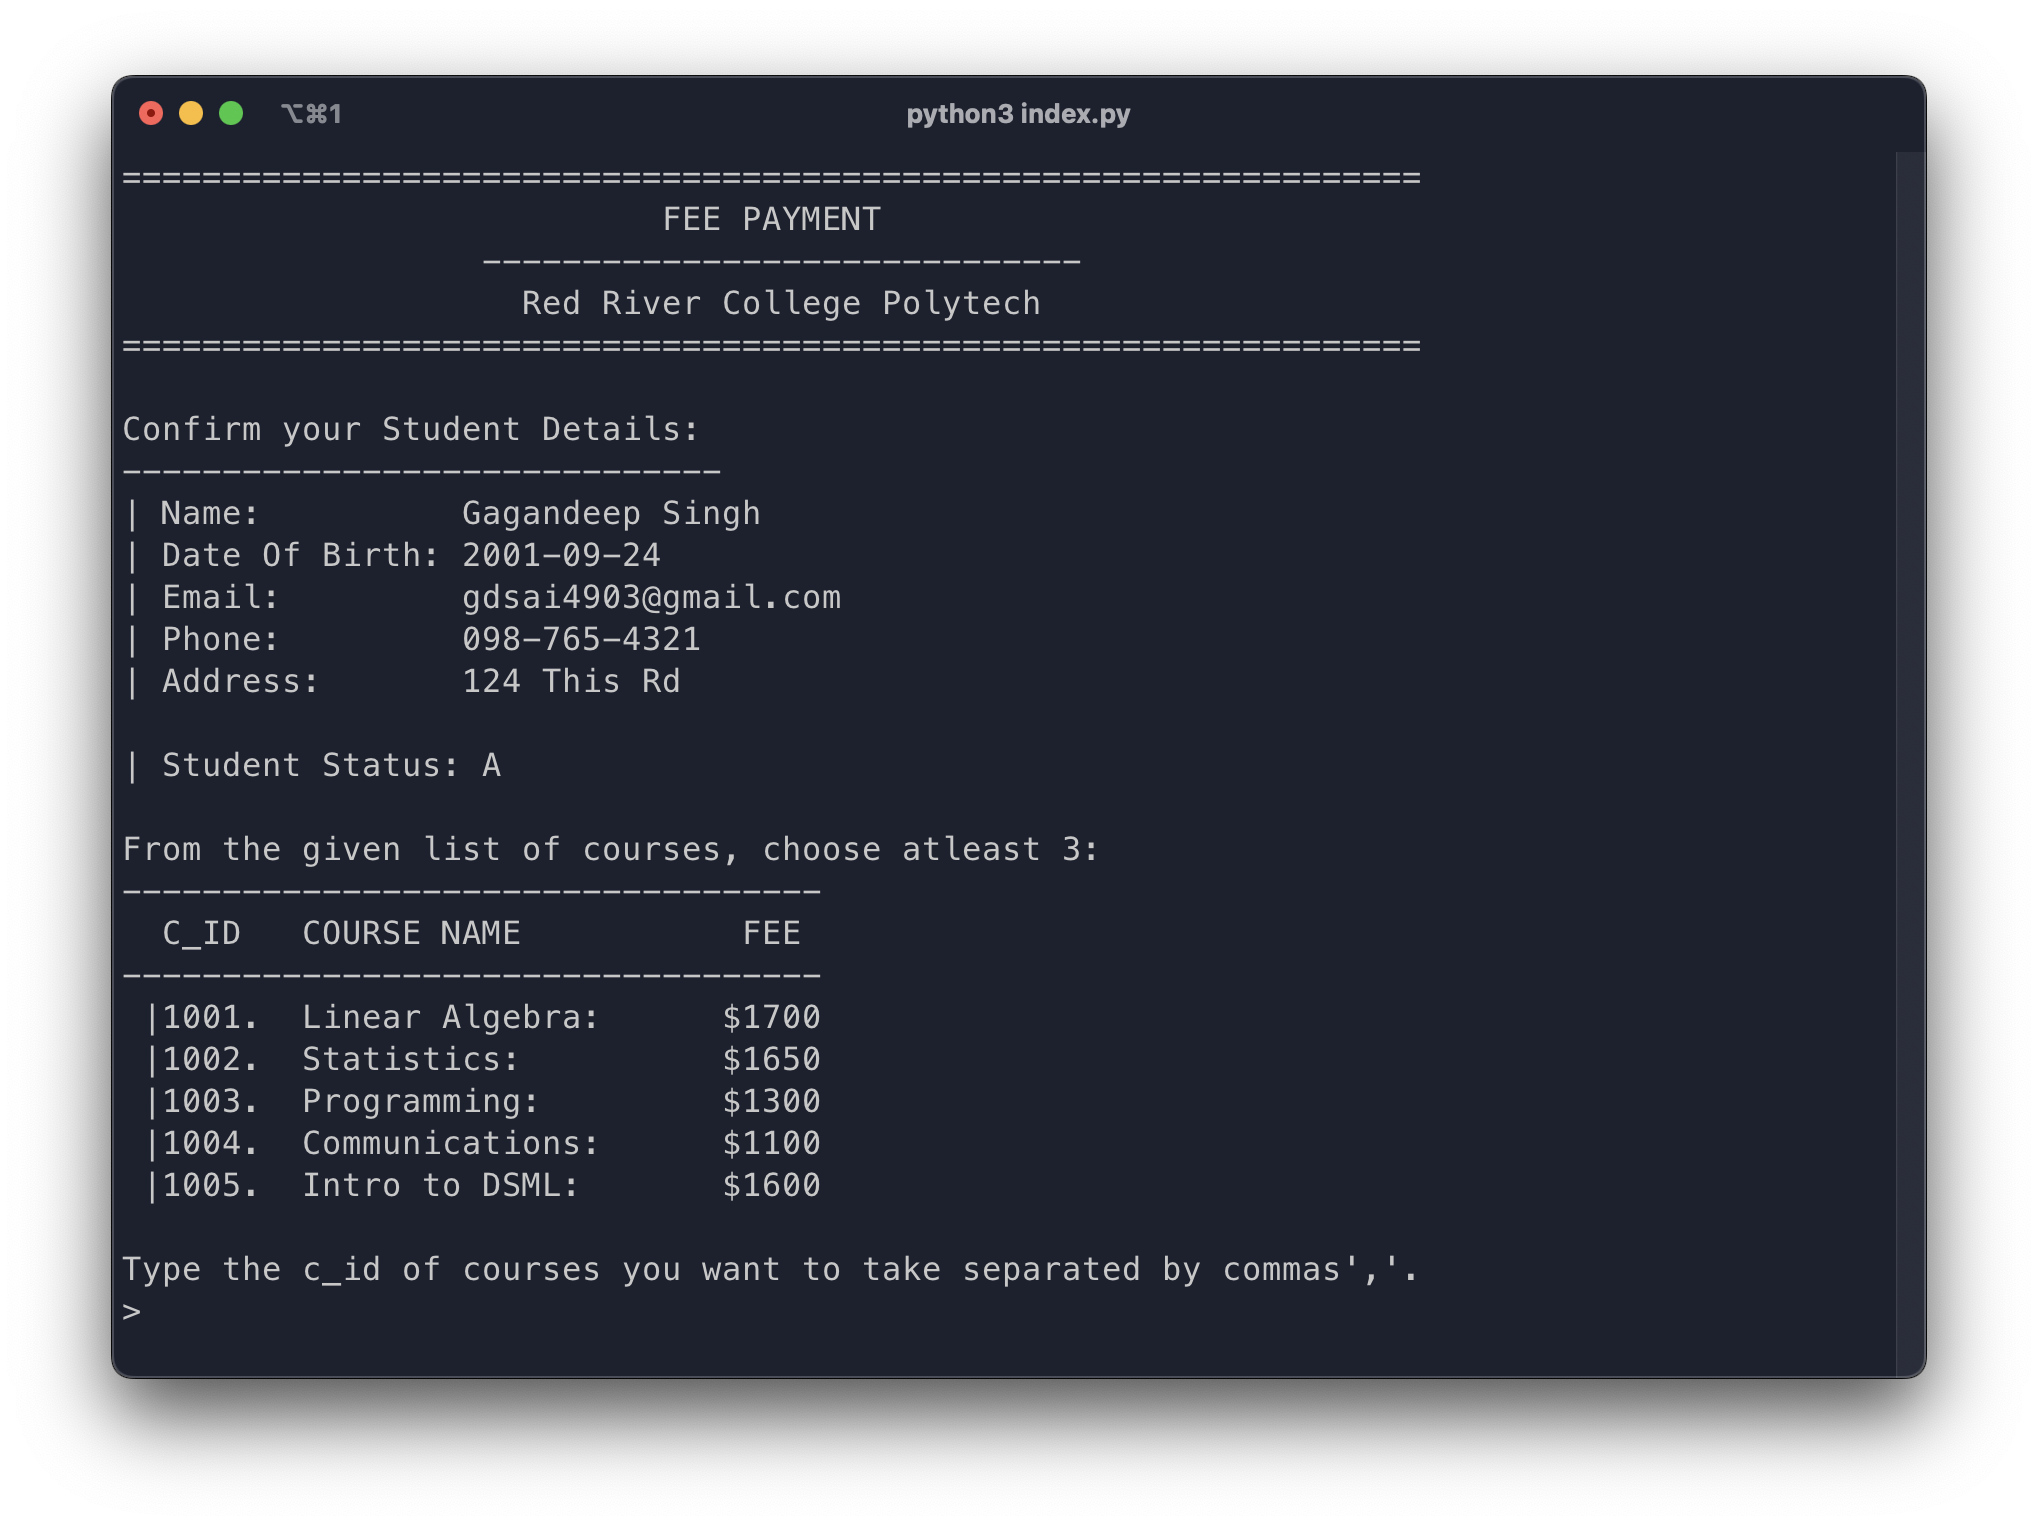 ⌥⌘1 python3 index.py
=================================================================
FEE PAYMENT
------------------------------
Red River College Polytech
=================================================================
Confirm your Student Details:
------------------------------
| Name: Gagandeep Singh
| Date Of Birth: 2001-09-24
| Email: gdsai4903@gmail.com
| Phone: 098-765-4321
| Address: 124 This Rd
| Student Status: A
From the given list of courses, choose atleast 3:
-----------------------------------
C_ID COURSE NAME FEE
-----------------------------------
|1001. Linear Algebra: $1700
|1002. Statistics: $1650
|1003. Programming: $1300
|1004. Communications: $1100
|1005. Intro to DSML: $1600
Type the c_id of courses you want to take separated by commas','.
>